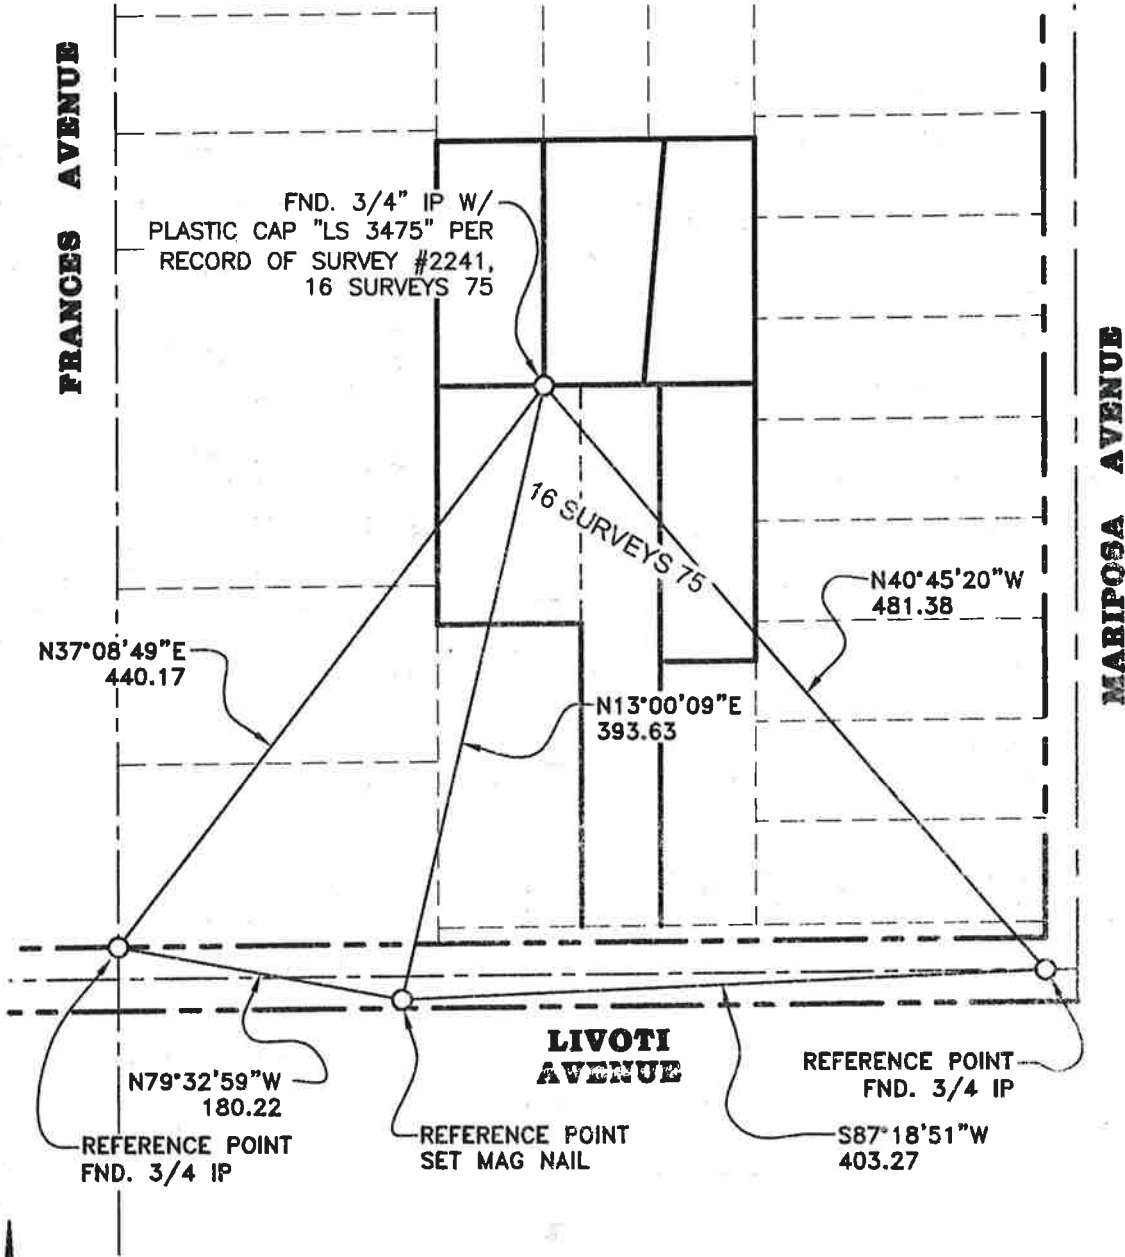 FRANCES AVENUE
FND. 3/4" IP W/
PLASTIC CAP "LS 3475" PER
RECORD OF SURVEY #2241,
16 SURVEYS 75
MARIPOSA AVENUE
16 SURVEYS 75
N40°45'20"W
481.38
N37°08'49"E
440.17
N13°00'09"E
393.63
LIVOTI
AVENUE
N79°32'59"W
180.22
REFERENCE POINT
FND. 3/4 IP
REFERENCE POINT
FND. 3/4 IP
REFERENCE POINT
SET MAG NAIL
S87°18'51"W
403.27